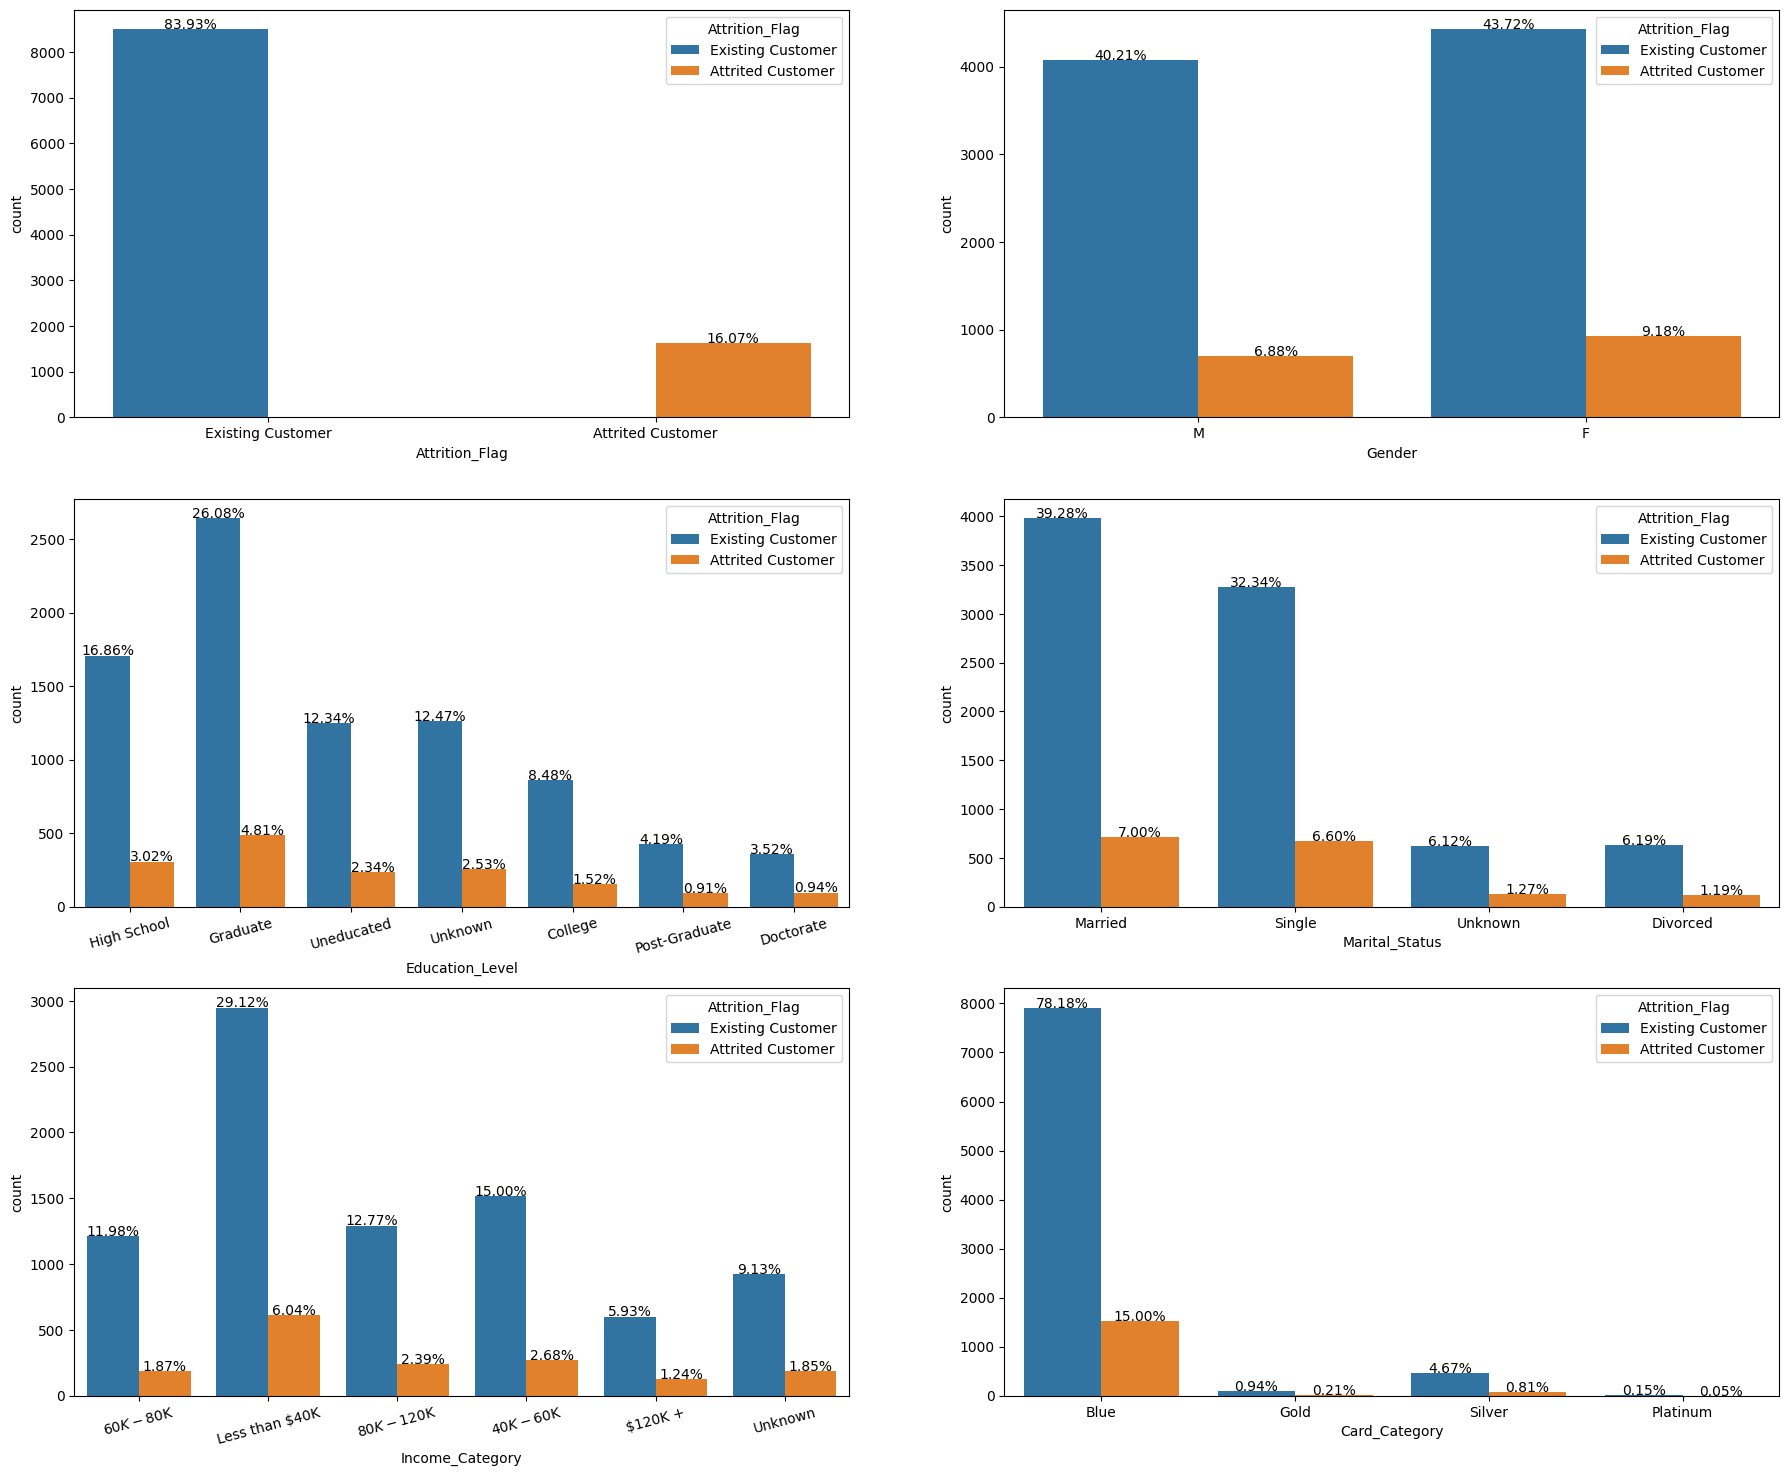 83.93%
8000
7000
6000
5000
4000
3000
2000
1000
0
count
16.07%
Attrition_Flag
Existing Customer
Attrited Customer
Existing Customer
Attrited Customer
Attrition_Flag
43.72%
40.21%
4000
3000
2000
1000
0
count
6.88%
9.18%
Attrition_Flag
Existing Customer
Attrited Customer
M
F
Gender
26.08%
2500
2000
1500
1000
500
0
count
16.86%
12.34%
12.47%
8.48%
4.19%
3.52%
3.02%
4.81%
2.34%
2.53%
1.52%
0.91%
0.94%
Attrition_Flag
Existing Customer
Attrited Customer
High School
Graduate
Uneducated
Unknown
College
Post-Graduate
Doctorate
Education_Level
39.28%
4000
3500
3000
2500
2000
1500
1000
500
0
count
32.34%
6.12%
6.19%
7.00%
6.60%
1.27%
1.19%
Attrition_Flag
Existing Customer
Attrited Customer
Married
Single
Unknown
Divorced
Marital_Status
29.12%
3000
2500
2000
1500
1000
500
0
count
11.98%
12.77%
15.00%
5.93%
9.13%
1.87%
6.04%
2.39%
2.68%
1.24%
1.85%
Attrition_Flag
Existing Customer
Attrited Customer
60K − 80K
Less than $40K
80K − 120K
40K − 60K
$120K +
Unknown
Income_Category
78.18%
8000
7000
6000
5000
4000
3000
2000
1000
0
count
15.00%
0.94%
0.21%
4.67%
0.81%
0.15%
0.05%
Attrition_Flag
Existing Customer
Attrited Customer
Blue
Gold
Silver
Platinum
Card_Category